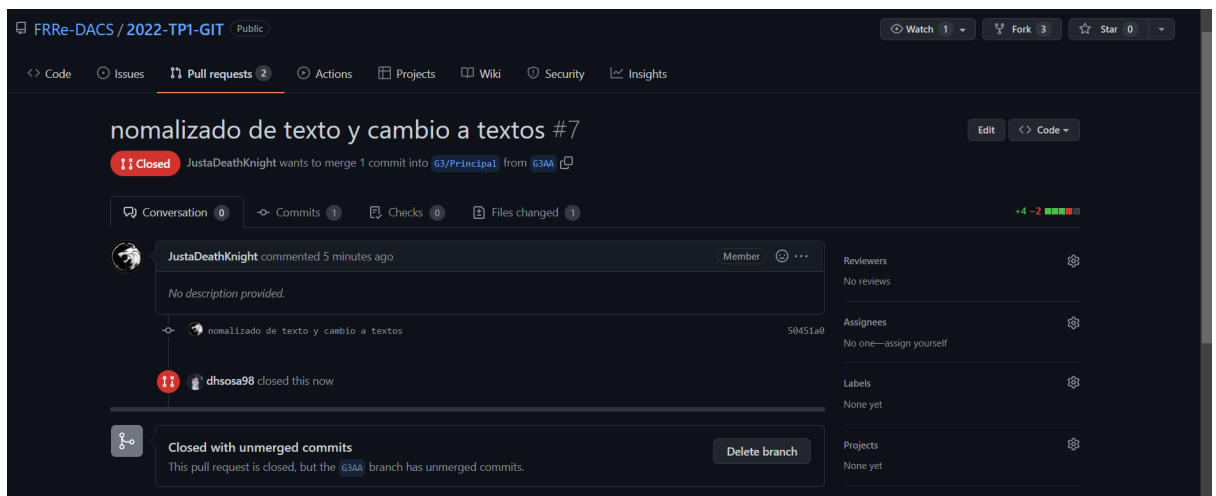 FRRe-DACS / 2022-TP1-GIT Public
Watch 1 Fork 3 Star 0
Code Issues Pull requests 2 Actions Projects Wiki Security Insights
nomalizado de texto y cambio a textos #7
Edit <> Code
Closed JustaDeathKnight wants to merge 1 commit into G3/Principal from G3AA
Conversation 0 Commits 1 Checks 0 Files changed 1
+4 −2
JustaDeathKnight commented 5 minutes ago
Member
No description provided.
nomalizado de texto y cambio a textos 50451a0
dhsosa98 closed this now
Closed with unmerged commits
This pull request is closed, but the G3AA branch has unmerged commits.
Delete branch
Reviewers
No reviews
Assignees
No one—assign yourself
Labels
None yet
Projects
None yet